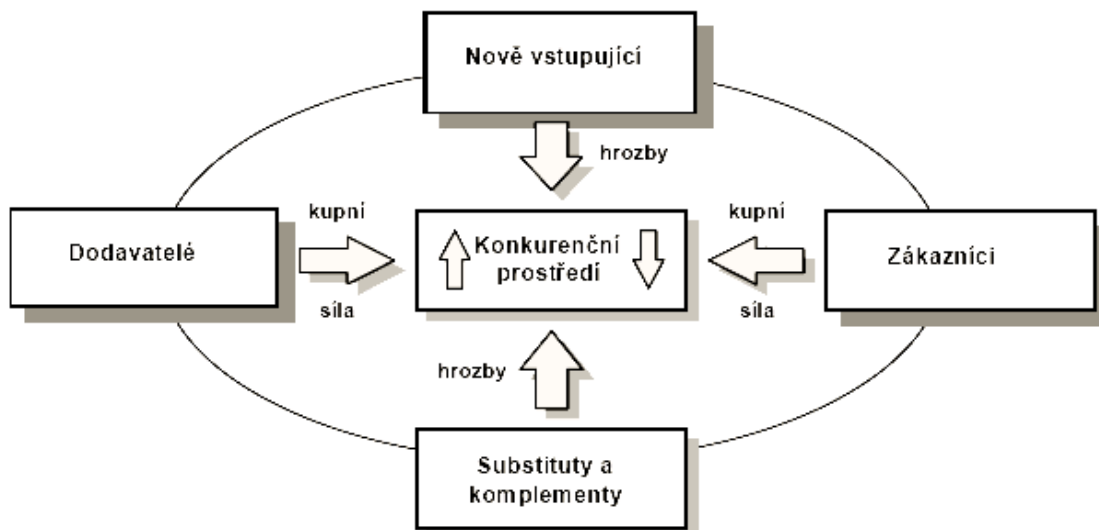 Nově vstupující
hrozby
kupní
Dodavatelé
síla
Konkurenční
prostředí
kupní
Zákazníci
síla
hrozby
Substituty a
komplementy